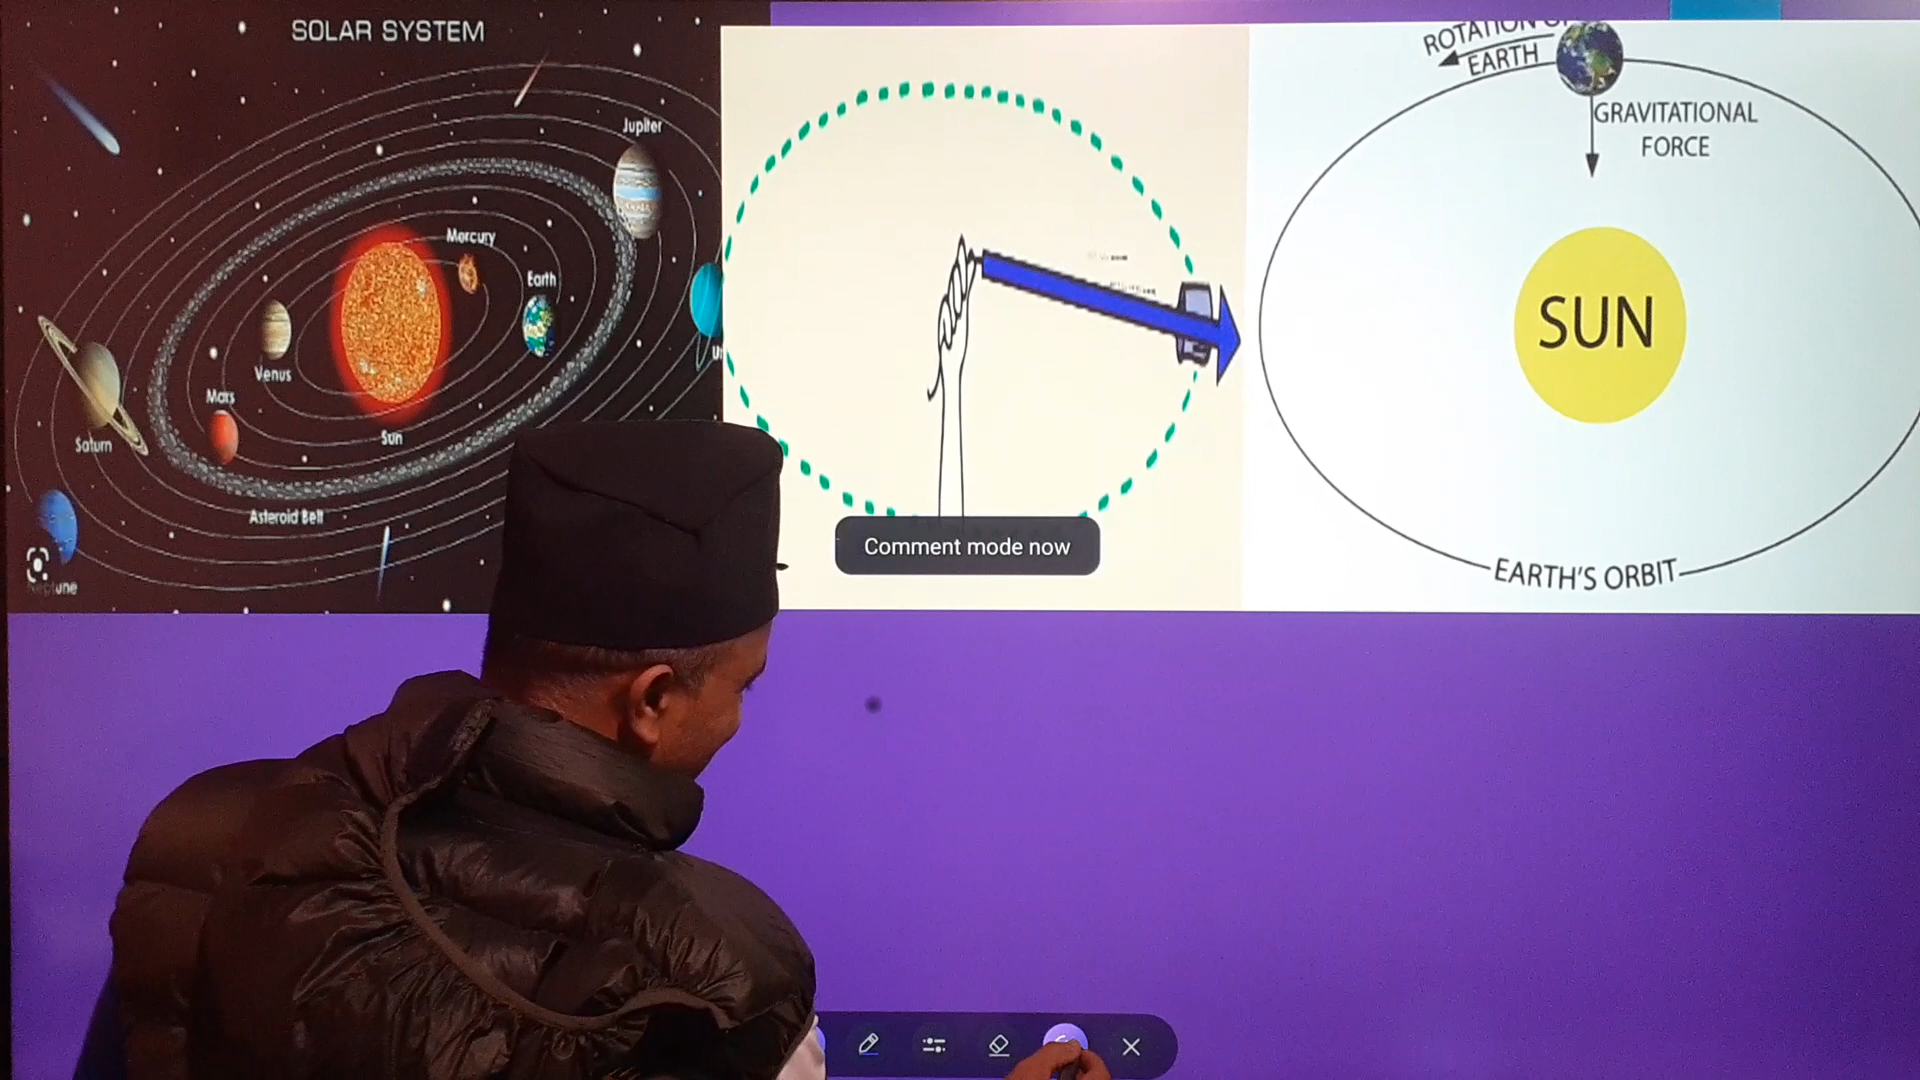 SOLAR SYSTEM
Jupiter
Mercury
Earth
Venus
Mars
Sun
Saturn
Asteroid Belt
Comment mode now
ROTATION
EARTH
GRAVITATIONAL
FORCE
SUN
EARTH'S ORBIT